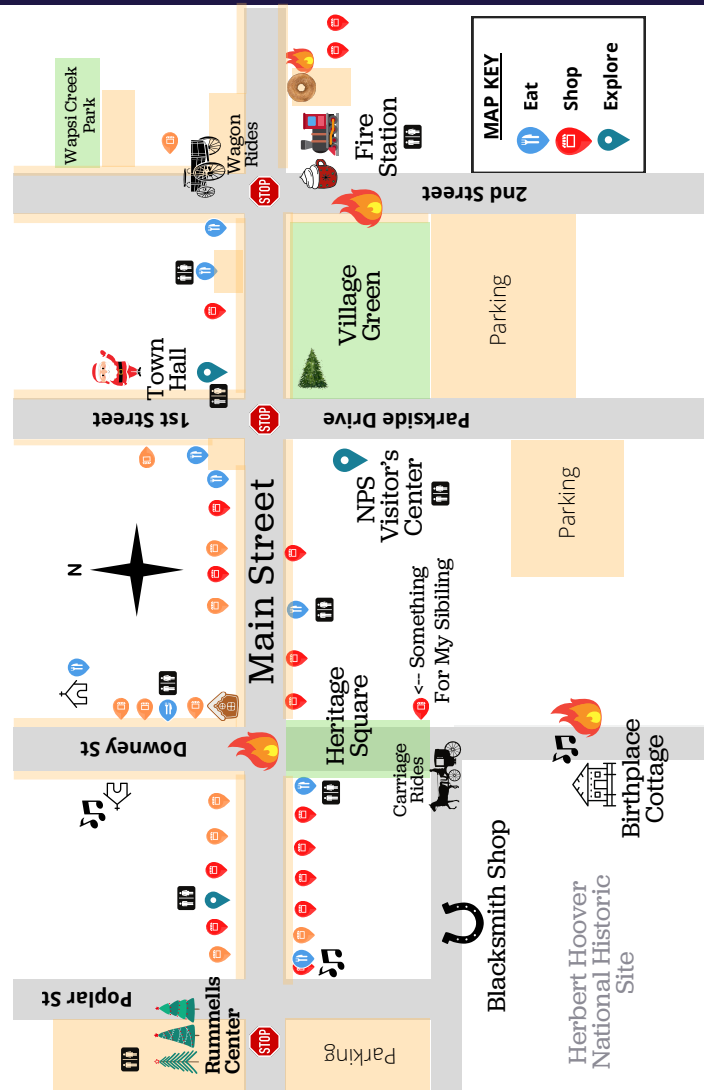 MAP KEY
Eat
Shop
Explore
Wapsi Creek
Park
Wagon
Rides
Fire
Station
STOP
2nd Street
Village
Green
Parking
Town
Hall
1st Street
STOP
Parkside Drive
N
Main Street
NPS
Visitor's
Center
Parking
<-- Something
For My Sibiling
Downey St
Heritage
Square
Carriage
Rides
Birthplace
Cottage
Blacksmith Shop
Herbert Hoover
National Historic
Site
Poplar St
Rummells
Center
STOP
Parking